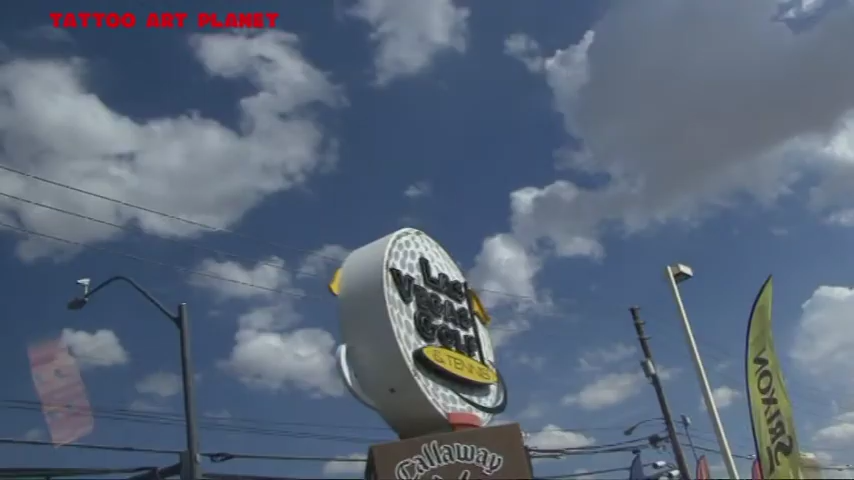 TATTOO ART PLANET
LAS
VEGAS
GOLF
& TENNIS
Callaway
SRIXON